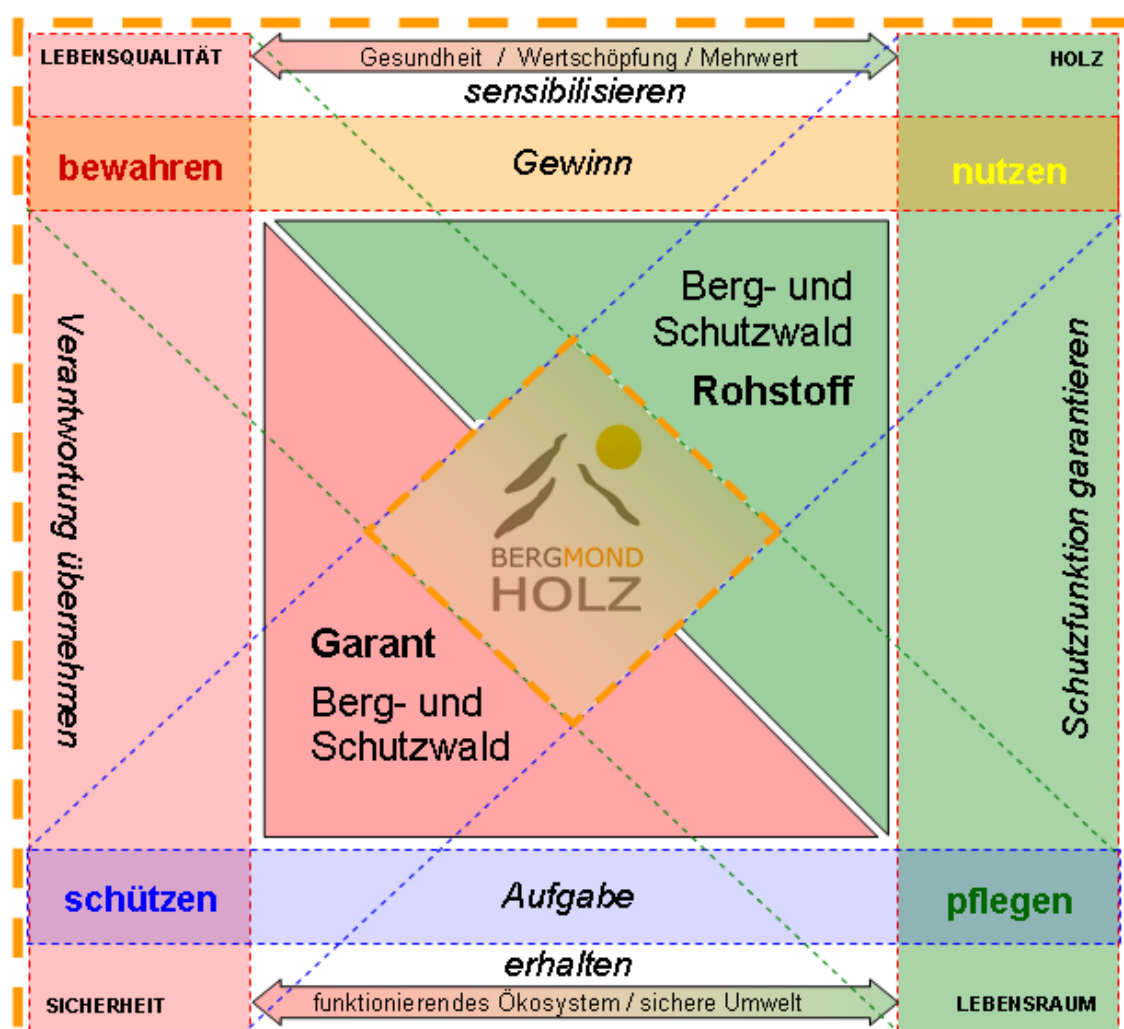 LEBENSQUALITÄT
Gesundheit / Wertschöpfung / Mehrwert
HOLZ
sensibilisieren
bewahren
Gewinn
nutzen
Verantwortung übernehmen
Berg- und
Schutzwald
Rohstoff
Schutzfunktion garantieren
BERGMOND
HOLZ
Garant
Berg- und
Schutzwald
schützen
Aufgabe
pflegen
erhalten
SICHERHEIT
funktionierendes Ökosystem / sichere Umwelt
LEBENSRAUM